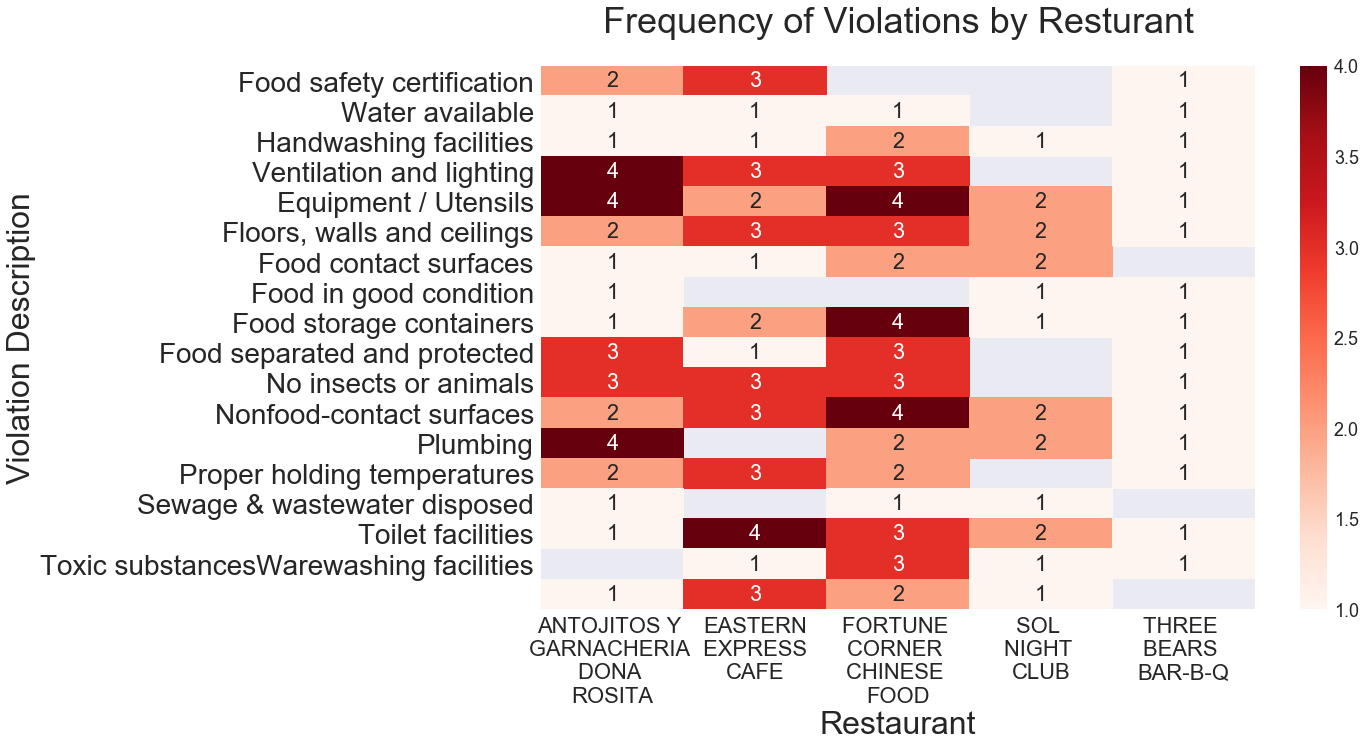 Frequency of Violations by Resturant
Violation Description
Food safety certification 2 3 1
Water available 1 1 1 1
Handwashing facilities 1 1 2 1 1
Ventilation and lighting 4 3 3 1
Equipment / Utensils 4 2 4 2 1
Floors, walls and ceilings 2 3 3 2 1
Food contact surfaces 1 1 2 2
Food in good condition 1 1 1
Food storage containers 1 2 4 1 1
Food separated and protected 3 1 3 1
No insects or animals 3 3 3 1
Nonfood-contact surfaces 2 3 4 2 1
Plumbing 4 2 2 1
Proper holding temperatures 2 3 2 1
Sewage & wastewater disposed 1 1 1
Toilet facilities 1 4 3 2 1
Toxic substancesWarewashing facilities 1 3 1 1
1 3 2 1
ANTOJITOS Y
GARNACHERIA
DONA
ROSITA
EASTERN
EXPRESS
CAFE
FORTUNE
CORNER
CHINESE
FOOD
SOL
NIGHT
CLUB
THREE
BEARS
BAR-B-Q
Restaurant
4.0
3.5
3.0
2.5
2.0
1.5
1.0